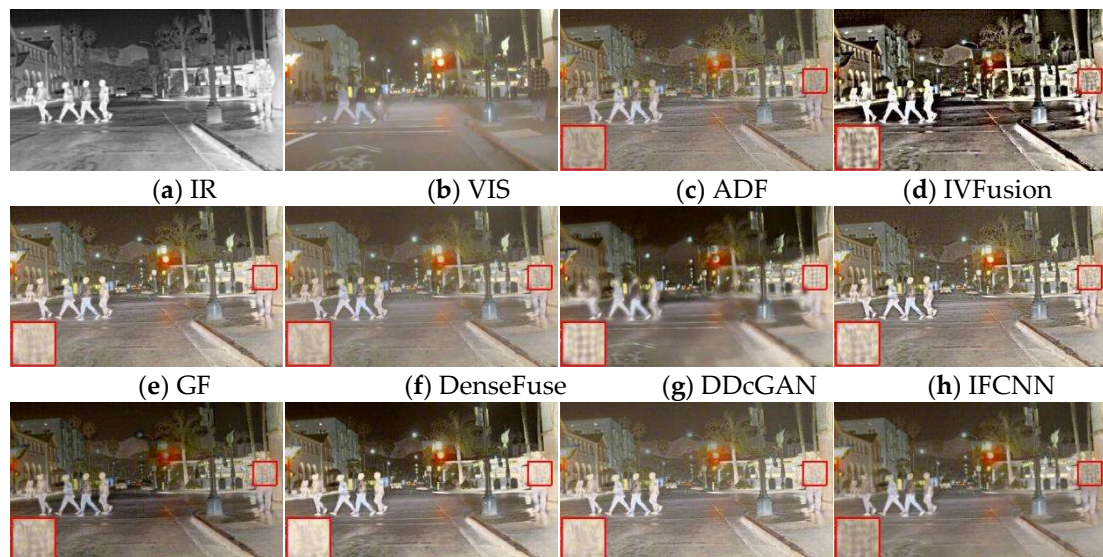 (a) IR (b) VIS (c) ADF (d) IVFusion
(e) GF (f) DenseFuse (g) DDcGAN (h) IFCNN